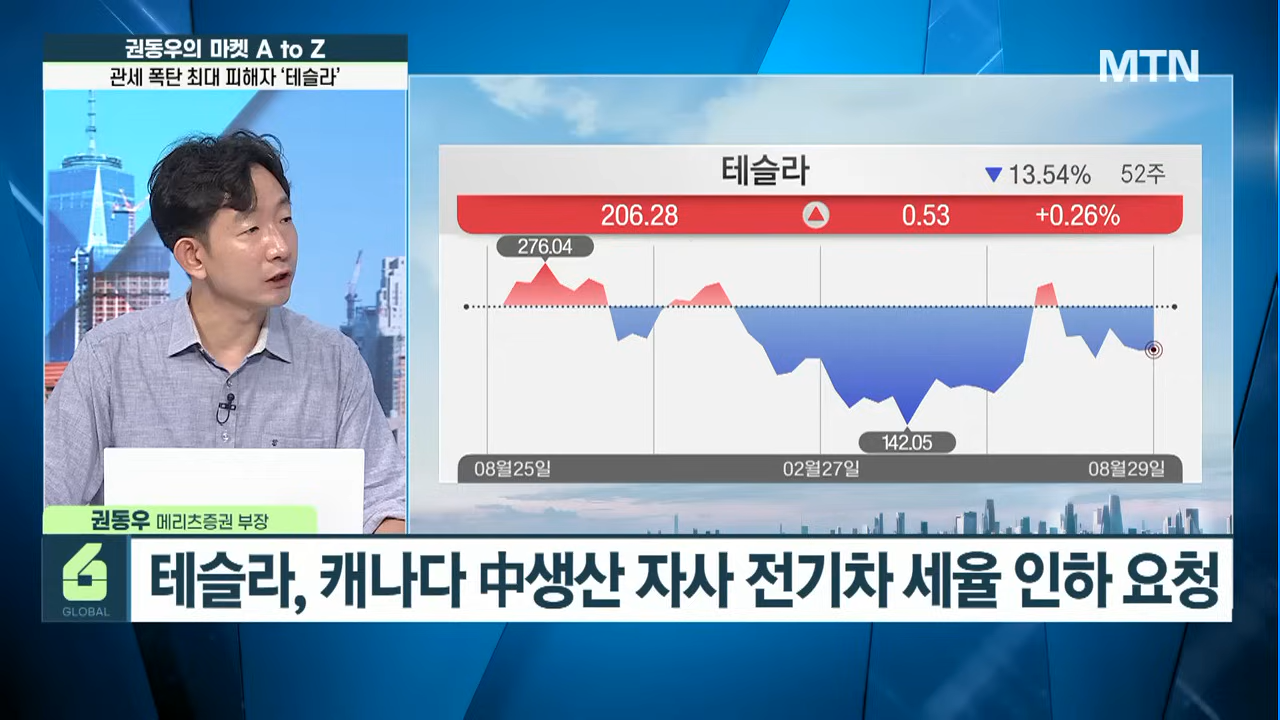 권동우의 마켓 A to Z
관세 폭탄 최대 피해자 ‘테슬라’
MTN
테슬라
▼ 13.54% 52주
206.28 0.53 +0.26%
276.04
142.05
08월25일 02월27일 08월29일
권동우 메리츠증권 부장
6
GLOBAL
테슬라, 캐나다 中생산 자사 전기차 세율 인하 요청